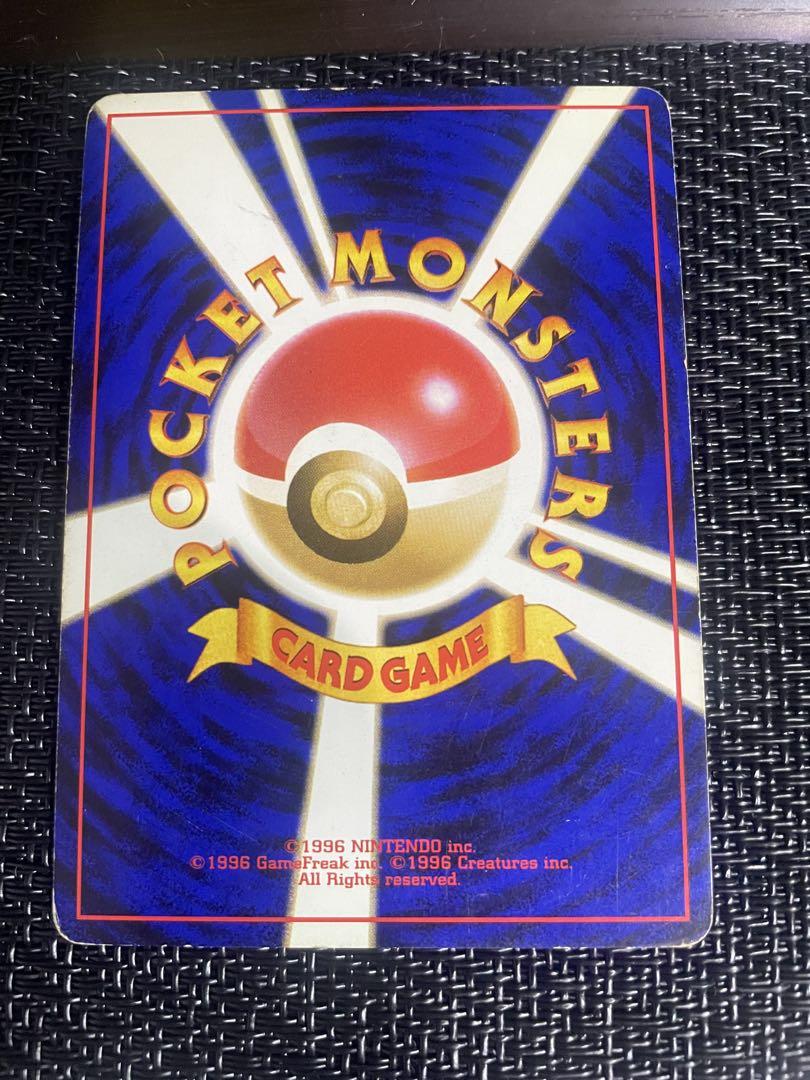 POCKET MONSTERS
CARD GAME
©1996 NINTENDO inc.
©1996 GameFreak inc. ©1996 Creatures inc.
All Rights reserved.